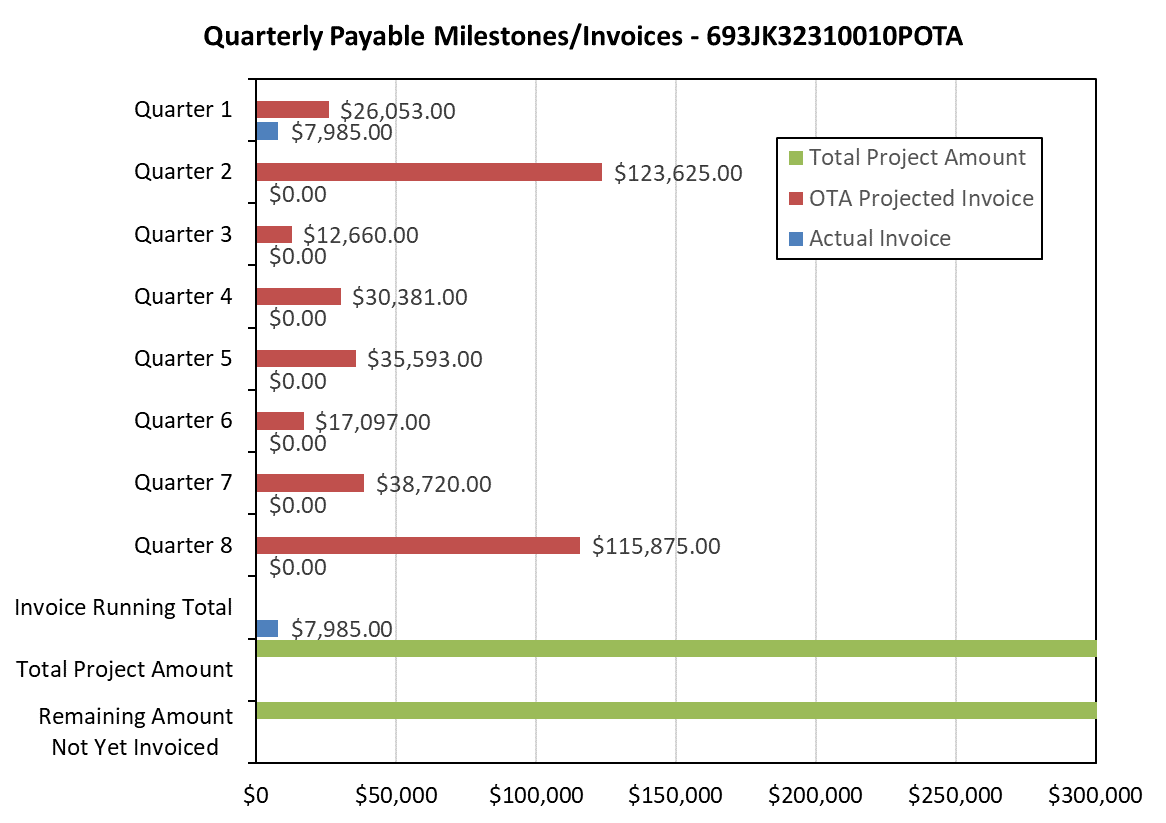 Quarterly Payable Milestones/Invoices - 693JK32310010POTA
Quarter 1
$26,053.00
$7,985.00
Quarter 2
$123,625.00
$0.00
Quarter 3
$12,660.00
$0.00
Quarter 4
$30,381.00
$0.00
Quarter 5
$35,593.00
$0.00
Quarter 6
$17,097.00
$0.00
Quarter 7
$38,720.00
$0.00
Quarter 8
$115,875.00
$0.00
Invoice Running Total
$7,985.00
Total Project Amount
Remaining Amount
Not Yet Invoiced
Total Project Amount
OTA Projected Invoice
Actual Invoice
$0
$50,000
$100,000
$150,000
$200,000
$250,000
$300,000